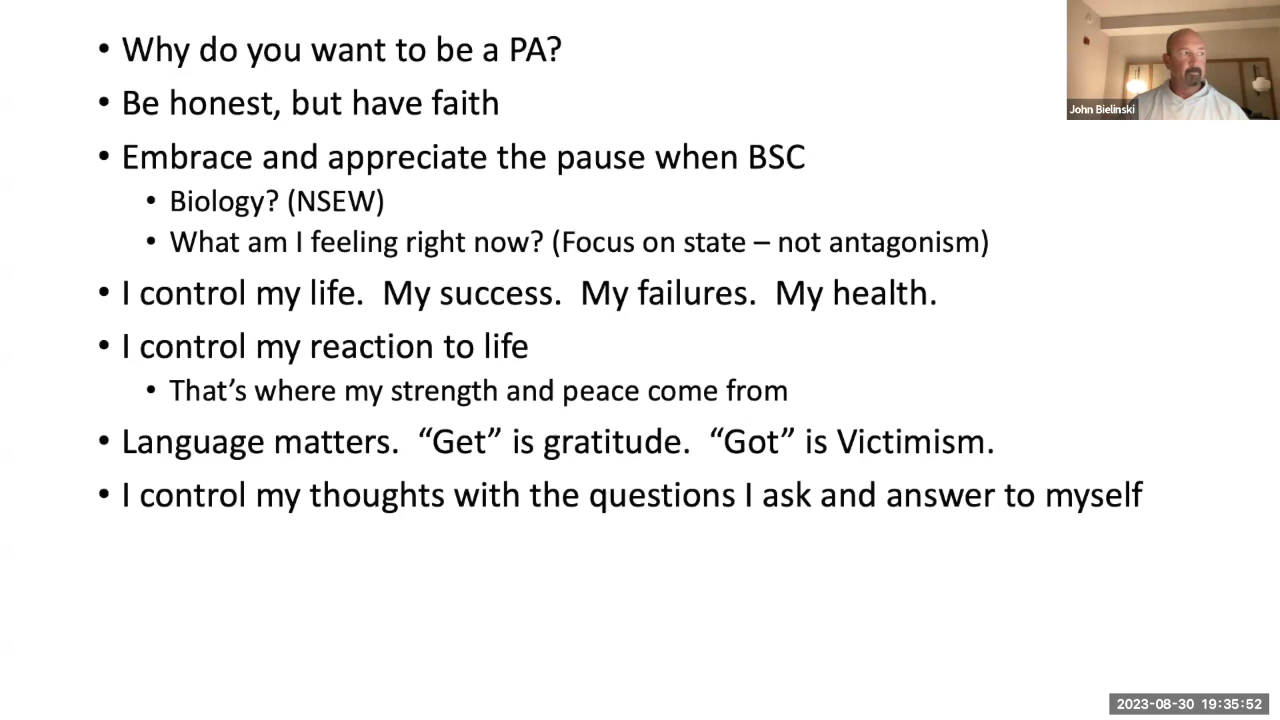 • Why do you want to be a PA?
• Be honest, but have faith
• Embrace and appreciate the pause when BSC
• Biology? (NSEW)
• What am I feeling right now? (Focus on state – not antagonism)
• I control my life.  My success.  My failures.  My health.
• I control my reaction to life
• That’s where my strength and peace come from
• Language matters.  “Get” is gratitude.  “Got” is Victimism.
• I control my thoughts with the questions I ask and answer to myself
John Bielinski
2023-08-30 19:35:52